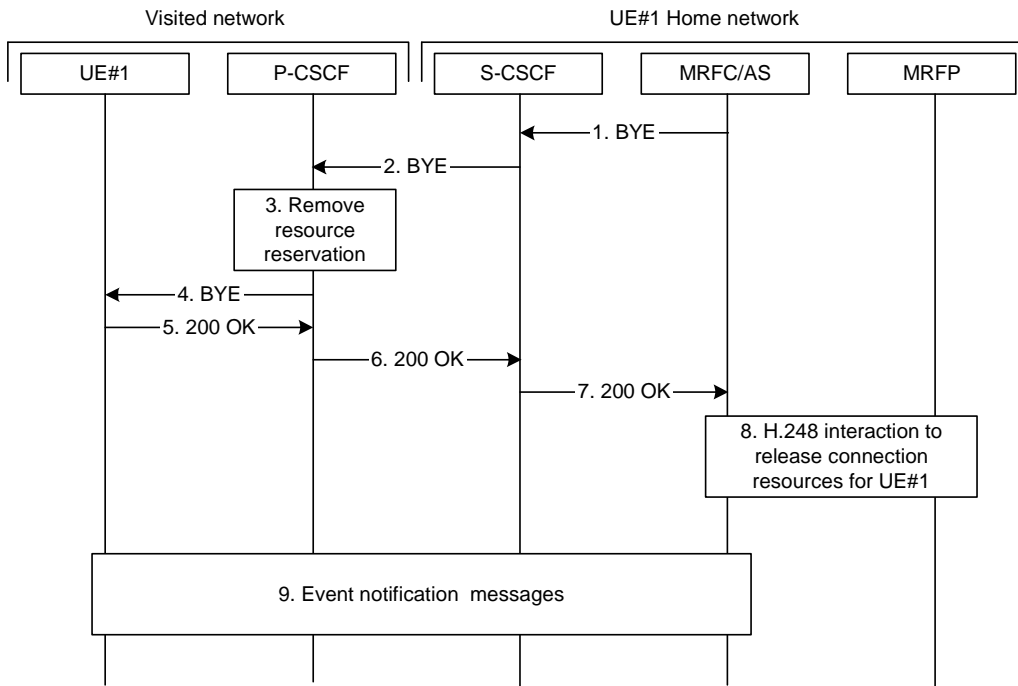 Visited network
UE#1 Home network
UE#1
P-CSCF
S-CSCF
MRFC/AS
MRFP
1. BYE
2. BYE
3. Remove
resource
reservation
4. BYE
5. 200 OK
6. 200 OK
7. 200 OK
8. H.248 interaction to
release connection
resources for UE#1
9. Event notification messages